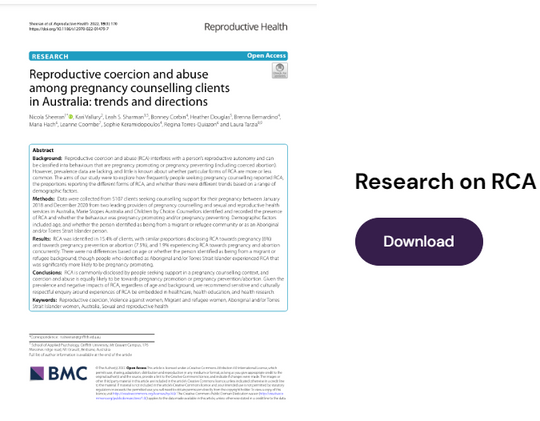 Sheeran et al. Reproductive Health (2022) 19:170
https://doi.org/10.1186/s12978-022-01479-7
Reproductive Health
RESEARCH
Open Access
Reproductive coercion and abuse
among pregnancy counselling clients
in Australia: trends and directions
Nicola Sheeran, Kari Vallury, Leah S. Sharman, Bonney Corbin, Heather Douglas, Brenna Bernardino,
Maria Hach, Leanne Coombe, Sophie Keramidopoulos, Regina Torres-Quiazon and Laura Tarzia
Abstract
Background: Reproductive coercion and abuse (RCA) interferes with a person's reproductive autonomy and can
be classified into behaviours that are pregnancy promoting or pregnancy preventing (including coerced abortion).
However, prevalence data are lacking, and little is known about whether particular forms of RCA are more or less
common. The aims of our study were to explore how frequently people seeking pregnancy counselling reported RCA,
the proportions reporting the different forms of RCA, and whether there were different trends based on a range of
demographic factors.
Methods: Data were collected from 5107 clients seeking counselling support for their pregnancy between January
2018 and December 2020 from two leading providers of pregnancy counselling and sexual and reproductive health
services in Australia, Marie Stopes Australia and Children by Choice. Counsellors identified and recorded the presence
of RCA and whether the behaviour was pregnancy promoting and/or pregnancy preventing. Demographic factors
included age, and whether the person identified as being from a migrant or refugee community or as an Aboriginal
and/or Torres Strait Islander person.
Results: RCA was identified in 15.4% of clients, with similar proportions disclosing RCA towards pregnancy (6%)
and towards pregnancy prevention or abortion (7.5%), and 1.9% experiencing RCA towards pregnancy and abortion
concurrently. There were no differences based on age or whether the person identified as being from a migrant or
refugee background, though people who identified as Aboriginal and/or Torres Strait Islander experienced RCA that
was significantly more likely to be pregnancy promoting.
Conclusions: RCA is commonly disclosed by people seeking support in a pregnancy counselling context, and
coercion and abuse is equally likely to be towards pregnancy promotion or pregnancy prevention/abortion. Given the
prevalence and negative impacts of RCA, regardless of age and background, we recommend sensitive and culturally
respectful enquiry around experiences of RCA be embedded in healthcare, health education, and health research.
Keywords: Reproductive coercion, Violence against women, Migrant and refugee women, Aboriginal and/or Torres
Strait Islander women, Australia, Sexual and reproductive health
Full list of author information is available at the end of the article
BMC
Research on RCA
Download